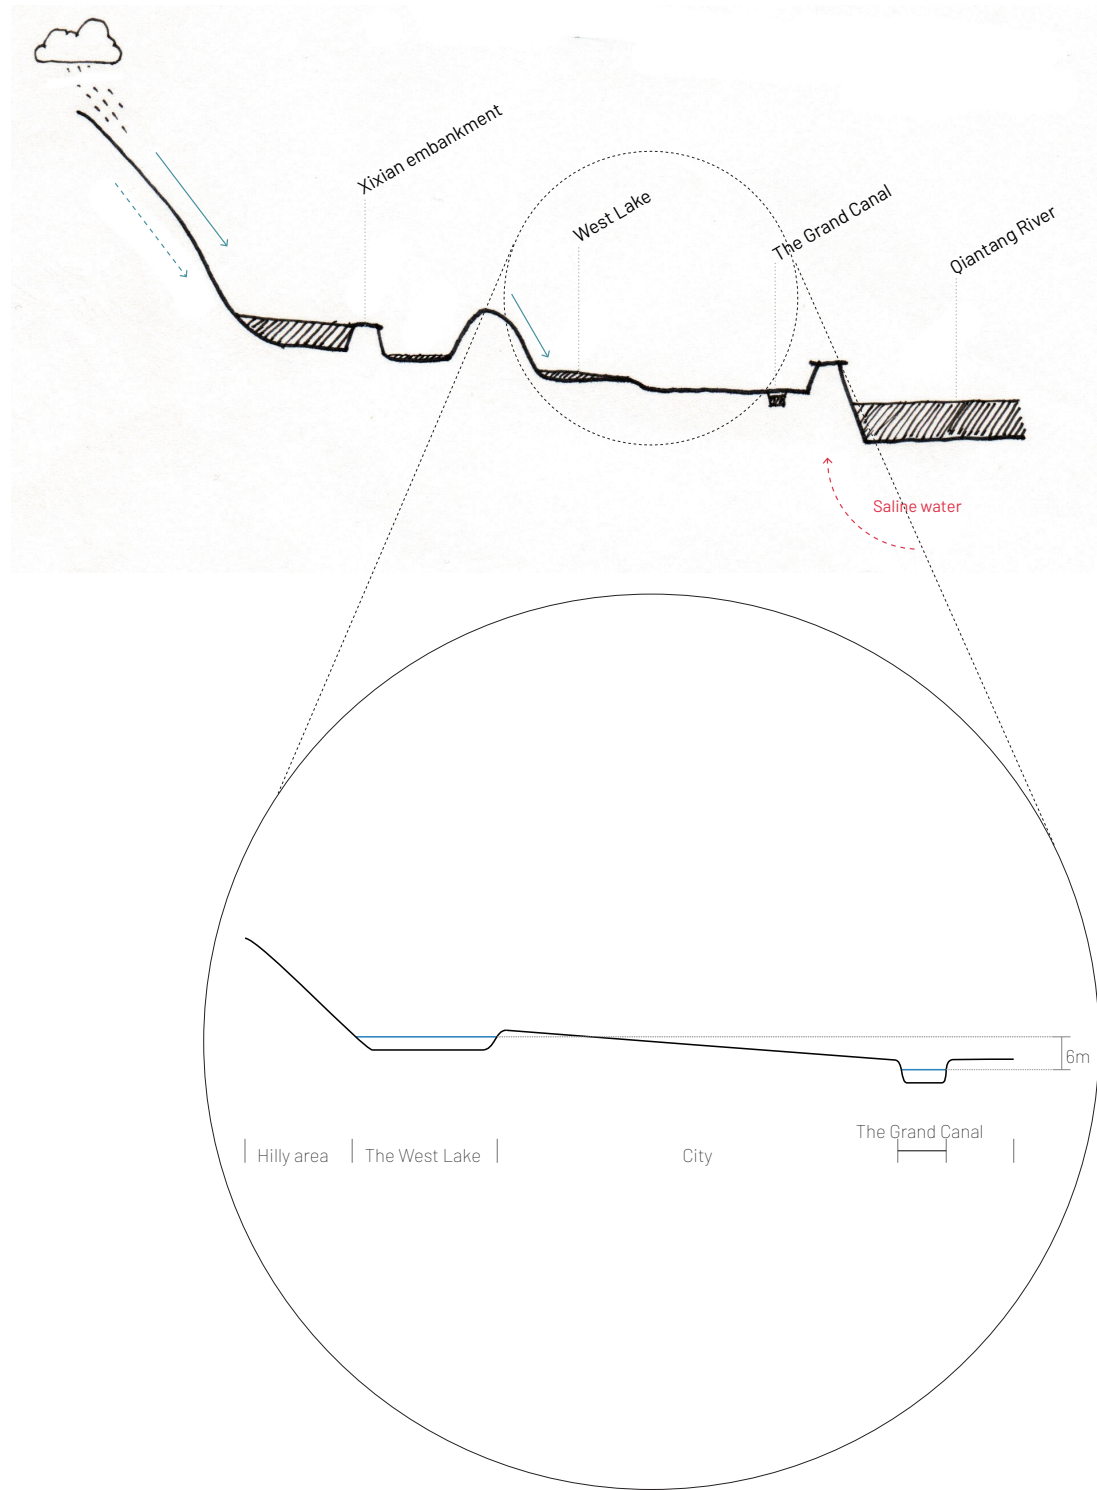 Xixian embankment
West Lake
The Grand Canal
Qiantang River
Saline water
6m
The Grand Canal
Hilly area
The West Lake
City